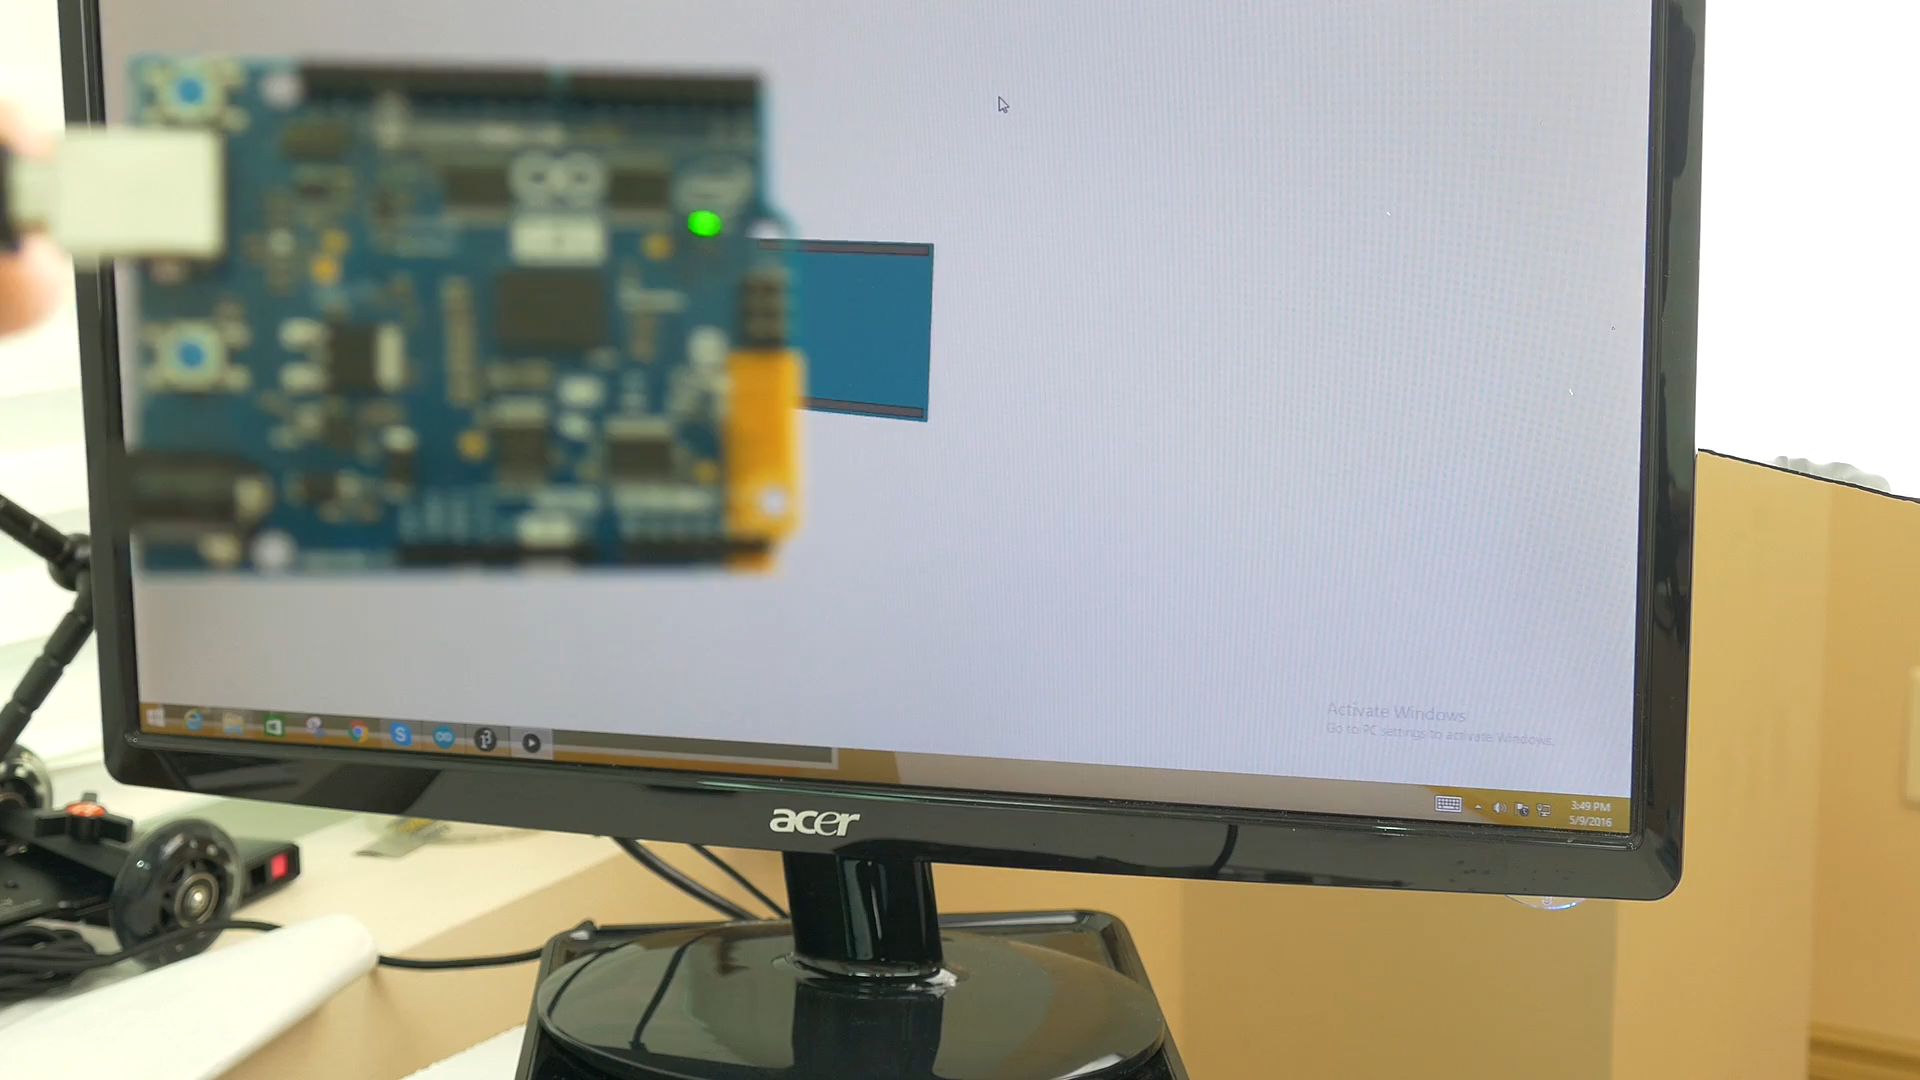 Activate Windows
Go to PC settings to activate Windows.
3:49 PM
5/9/2016
acer